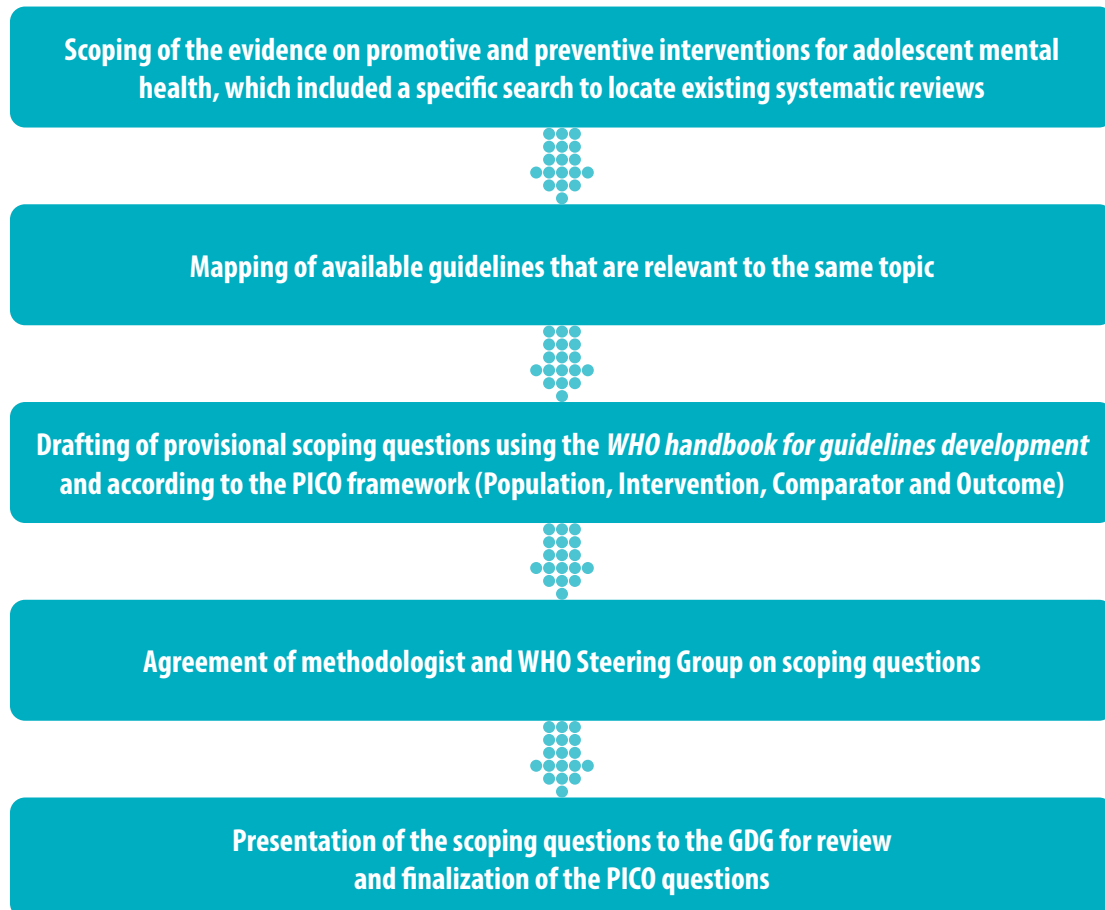 Scoping of the evidence on promotive and preventive interventions for adolescent mental
health, which included a specific search to locate existing systematic reviews
Mapping of available guidelines that are relevant to the same topic
Drafting of provisional scoping questions using the WHO handbook for guidelines development
and according to the PICO framework (Population, Intervention, Comparator and Outcome)
Agreement of methodologist and WHO Steering Group on scoping questions
Presentation of the scoping questions to the GDG for review
and finalization of the PICO questions